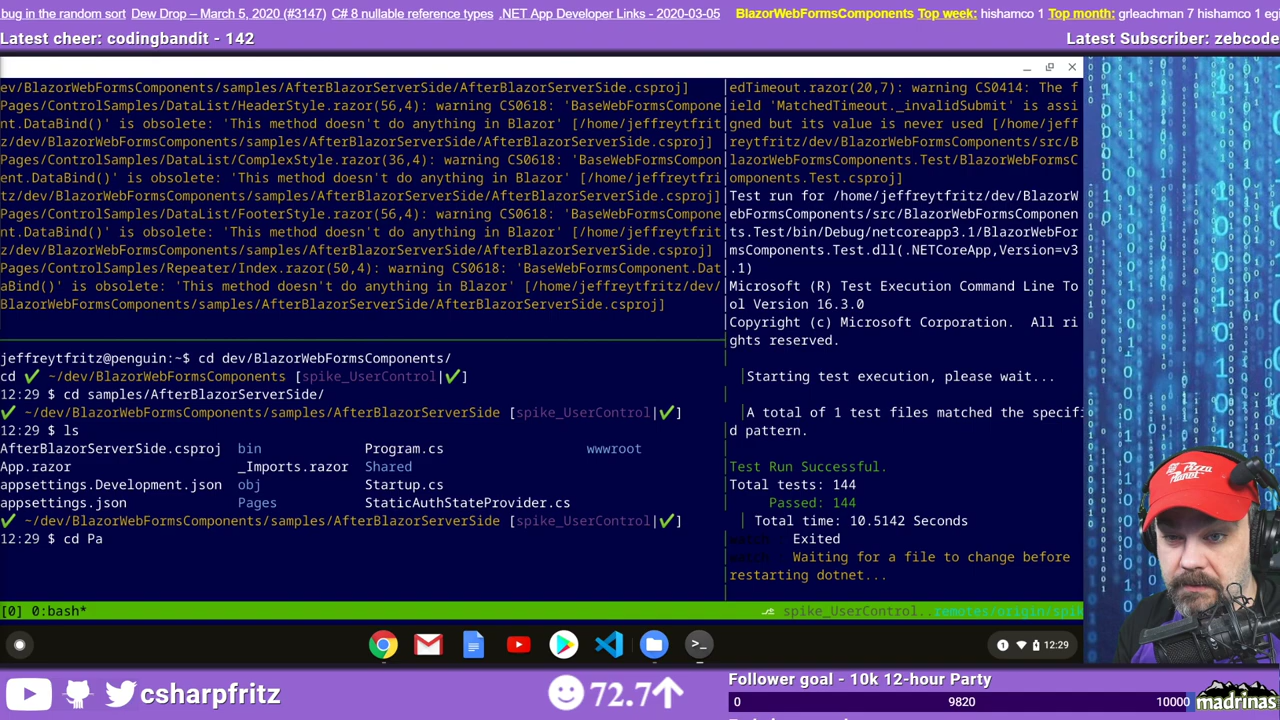 bug in the random sort Dew Drop – March 5, 2020 (#3147) C# 8 nullable reference types .NET App Developer Links - 2020-03-05 BlazorWebFormsComponents Top week: hishamco 1 Top month: grleachman 7 hishamco 1 egi
Latest cheer: codingbandit - 142
Latest Subscriber: zebcode
ev/BlazorWebFormsComponents/samples/AfterBlazorServerSide/AfterBlazorServerSide.csproj]
Pages/ControlSamples/DataList/HeaderStyle.razor(56,4): warning CS0618: 'BaseWebFormsCompone
nt.DataBind()' is obsolete: 'This method doesn't do anything in Blazor' [/home/jeffreytfrit
z/dev/BlazorWebFormsComponents/samples/AfterBlazorServerSide/AfterBlazorServerSide.csproj]
Pages/ControlSamples/DataList/ComplexStyle.razor(36,4): warning CS0618: 'BaseWebFormsCompon
ent.DataBind()' is obsolete: 'This method doesn't do anything in Blazor' [/home/jeffreytfri
tz/dev/BlazorWebFormsComponents/samples/AfterBlazorServerSide/AfterBlazorServerSide.csproj]
Pages/ControlSamples/DataList/FooterStyle.razor(56,4): warning CS0618: 'BaseWebFormsCompone
nt.DataBind()' is obsolete: 'This method doesn't do anything in Blazor' [/home/jeffreytfrit
z/dev/BlazorWebFormsComponents/samples/AfterBlazorServerSide/AfterBlazorServerSide.csproj]
Pages/ControlSamples/Repeater/Index.razor(50,4): warning CS0618: 'BaseWebFormsComponent.Dat
aBind()' is obsolete: 'This method doesn't do anything in Blazor' [/home/jeffreytfritz/dev/
BlazorWebFormsComponents/samples/AfterBlazorServerSide/AfterBlazorServerSide.csproj]
jeffreytfritz@penguin:~$ cd dev/BlazorWebFormsComponents/
cd ✔ ~/dev/BlazorWebFormsComponents [spike_UserControl|✔]
12:29 $ cd samples/AfterBlazorServerSide/
✔ ~/dev/BlazorWebFormsComponents/samples/AfterBlazorServerSide [spike_UserControl|✔]
12:29 $ ls
AfterBlazorServerSide.csproj bin Program.cs wwwroot
App.razor _Imports.razor Shared
appsettings.Development.json obj Startup.cs
appsettings.json Pages StaticAuthStateProvider.cs
✔ ~/dev/BlazorWebFormsComponents/samples/AfterBlazorServerSide [spike_UserControl|✔]
12:29 $ cd Pa
edTimeout.razor(20,7): warning CS0414: The f
ield 'MatchedTimeout._invalidSubmit' is assi
gned but its value is never used [/home/jeff
reytfritz/dev/BlazorWebFormsComponents/src/B
lazorWebFormsComponents.Test/BlazorWebFormsC
omponents.Test.csproj]
Test run for /home/jeffreytfritz/dev/BlazorW
ebFormsComponents/src/BlazorWebFormsComponen
ts.Test/bin/Debug/netcoreapp3.1/BlazorWebFor
msComponents.Test.dll(.NETCoreApp,Version=v3
.1)
Microsoft (R) Test Execution Command Line To
ol Version 16.3.0
Copyright (c) Microsoft Corporation. All ri
ghts reserved.
Starting test execution, please wait...
A total of 1 test files matched the specifi
d pattern.
Test Run Successful.
Total tests: 144
Passed: 144
Total time: 10.5142 Seconds
watch Exited
watch Waiting for a file to change before
restarting dotnet...
[0] 0:bash*
spike_UserControl..remotes/origin/spik
1 12:29
csharpfritz
72.7
Follower goal - 10k 12-hour Party
0 9820 10000
madrinas